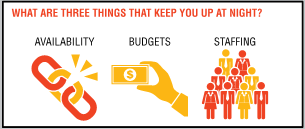 WHAT ARE THREE THINGS THAT KEEP YOU UP AT NIGHT?
AVAILABILITY BUDGETS STAFFING
$